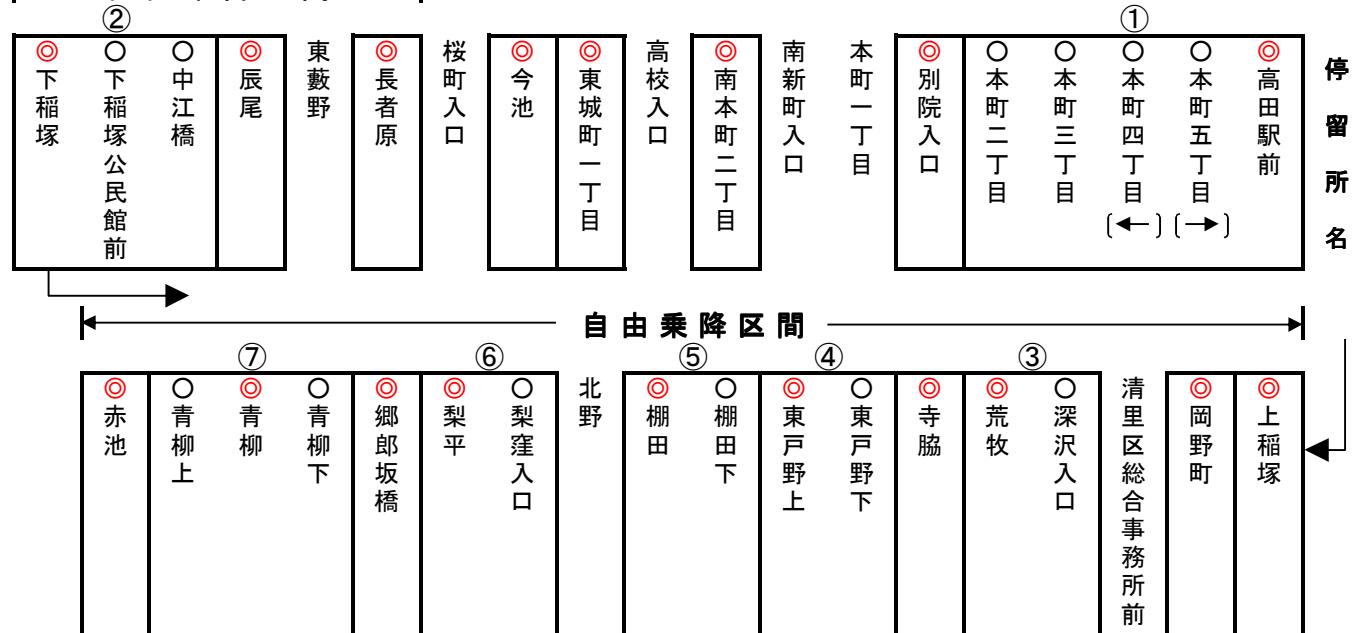 停留所名
①
◎高田駅前
○本町五丁目(→)
○本町四丁目(←)
○本町三丁目
○本町二丁目
◎別院入口
本町一丁目
南新町入口
◎南本町二丁目
高校入口
◎東城町一丁目
◎今池
桜町入口
◎長者原
東藪野
◎辰尾
②
○中江橋
○下稲塚公民館前
◎下稲塚
自由乗降区間
◎上稲塚
◎岡野町
清里区総合事務所前
③
○深沢入口
◎荒牧
◎寺脇
④
○東戸野下
◎東戸野上
⑤
○棚田下
◎棚田
北野
⑥
○梨窪入口
◎梨平
◎郷郎坂橋
⑦
○青柳下
◎青柳
○青柳上
◎赤池